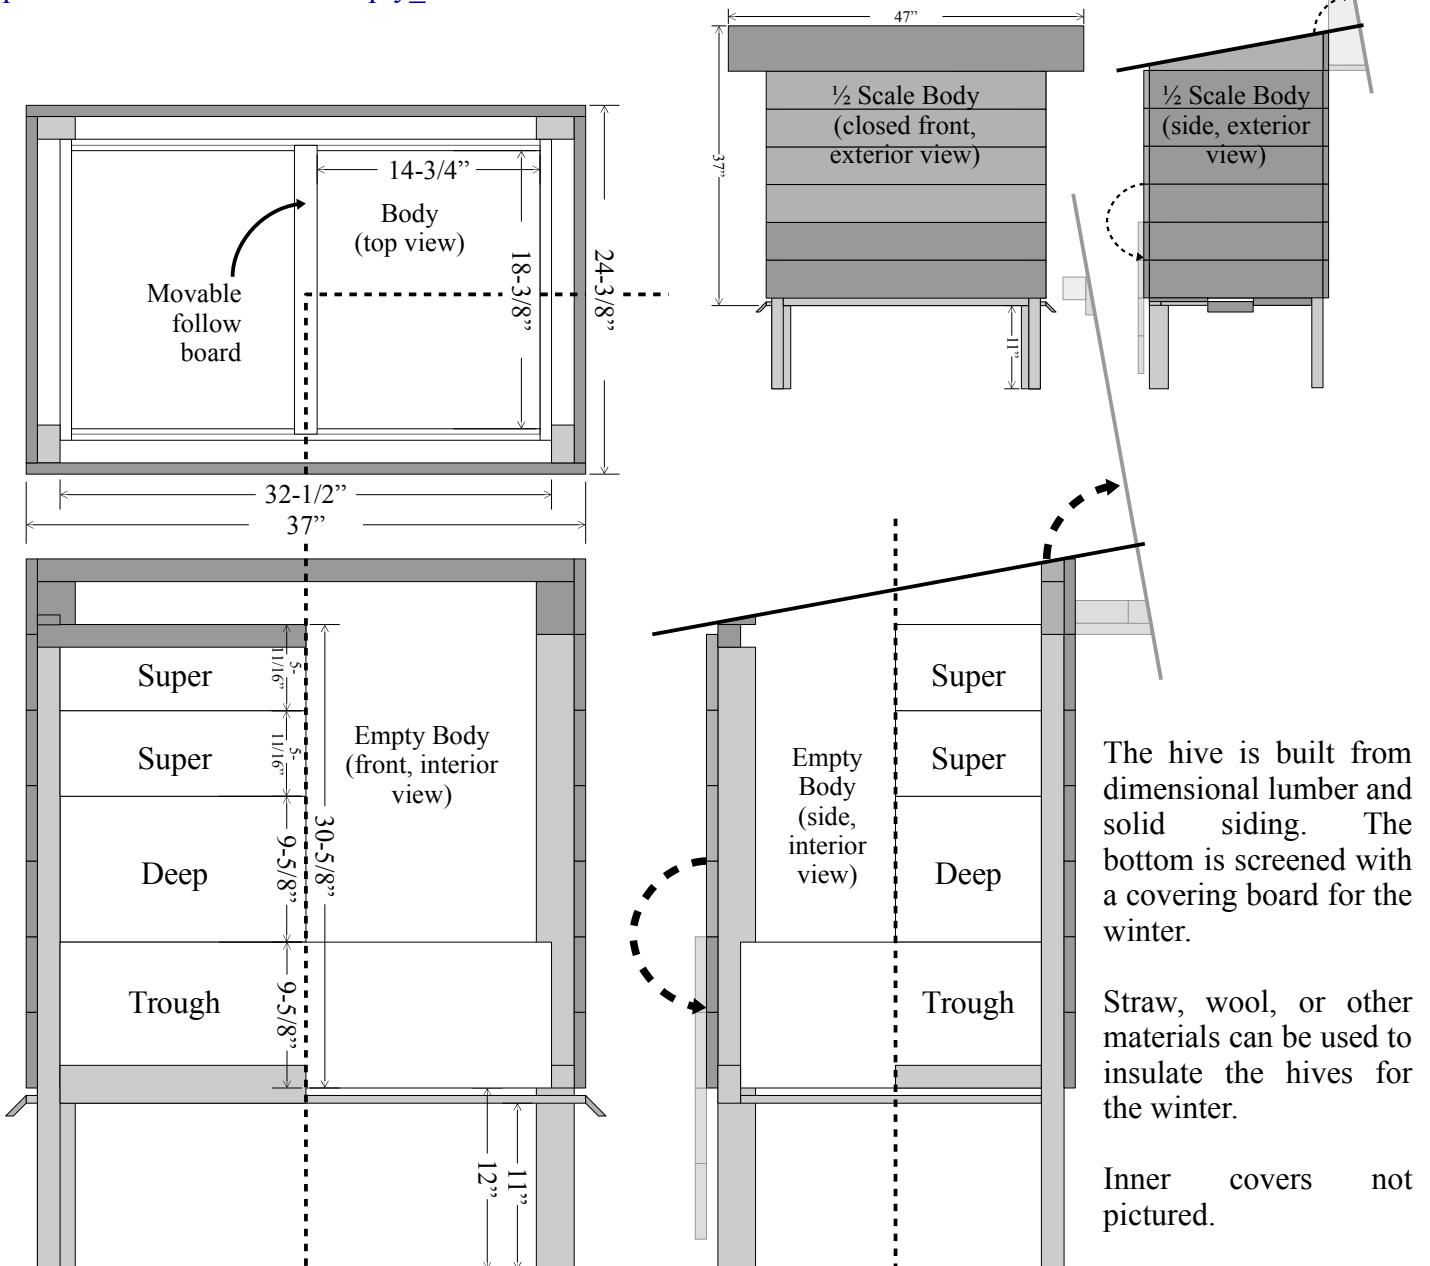 47”
37”
½ Scale Body
(closed front,
exterior view)
½ Scale Body
(side, exterior
view)
11”
14-3/4”
Body
(top view)
18-3/8”
24-3/8”
Movable
follow
board
32-1/2”
37”
Super
5-
11/16”
Super
5-
11/16”
Deep
9-5/8”
Trough
9-5/8”
30-5/8”
Empty Body
(front, interior
view)
12”
11”
Empty
Body
(side,
interior
view)
Super
Super
Deep
Trough
The hive is built from
dimensional lumber and
solid siding. The
bottom is screened with
a covering board for the
winter.
Straw, wool, or other
materials can be used to
insulate the hives for
the winter.
Inner covers not
pictured.